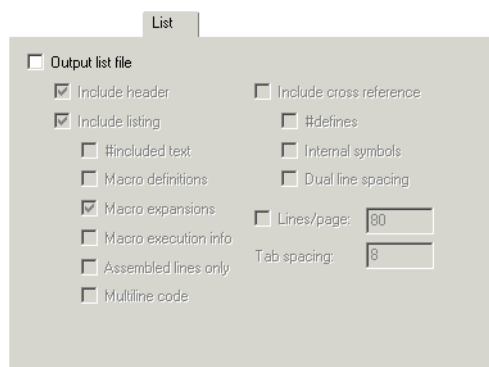 List
Output list file
Include header
Include listing
#included text
Macro definitions
Macro expansions
Macro execution info
Assembled lines only
Multiline code
Include cross reference
#defines
Internal symbols
Dual line spacing
Lines/page: 80
Tab spacing: 8